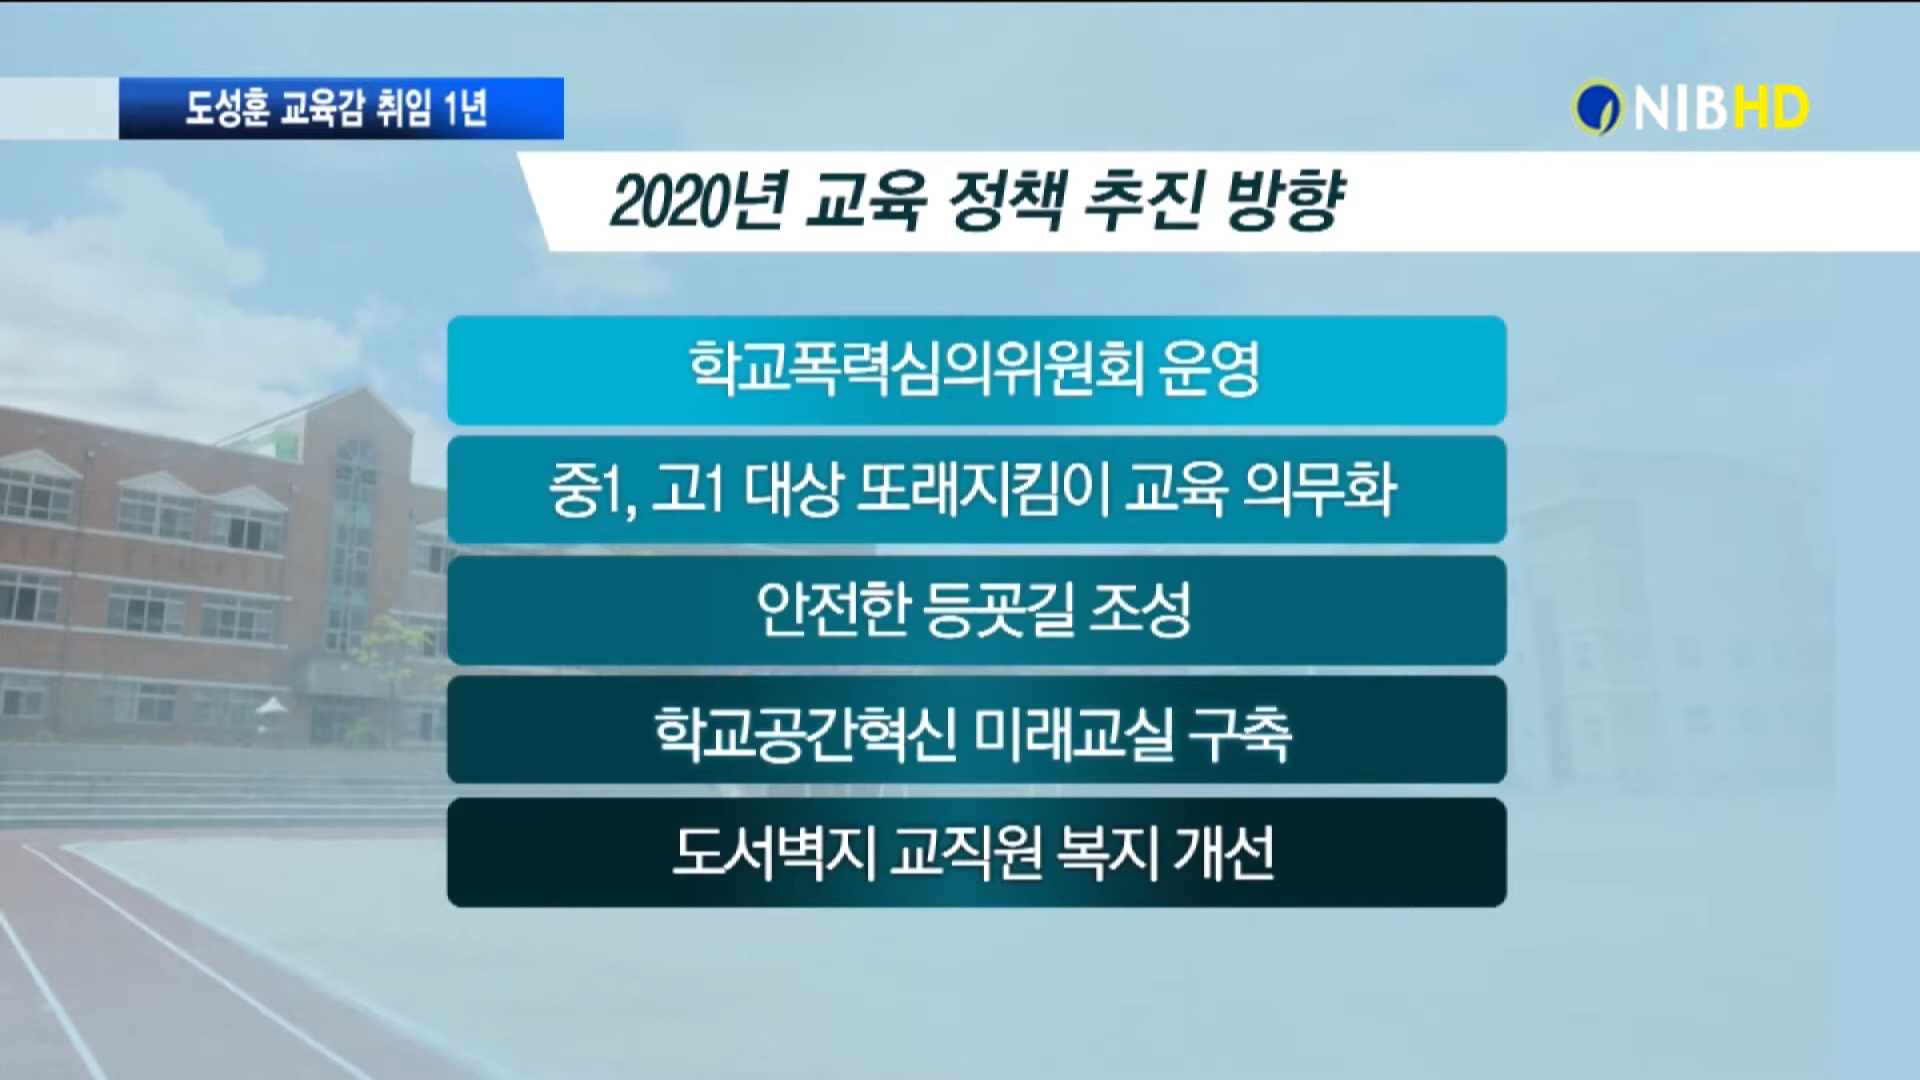 도성훈 교육감 취임 1년
NIBHD
2020년 교육 정책 추진 방향
학교폭력심의위원회 운영
중1, 고1 대상 또래지킴이 교육 의무화
안전한 등굣길 조성
학교공간혁신 미래교실 구축
도서벽지 교직원 복지 개선